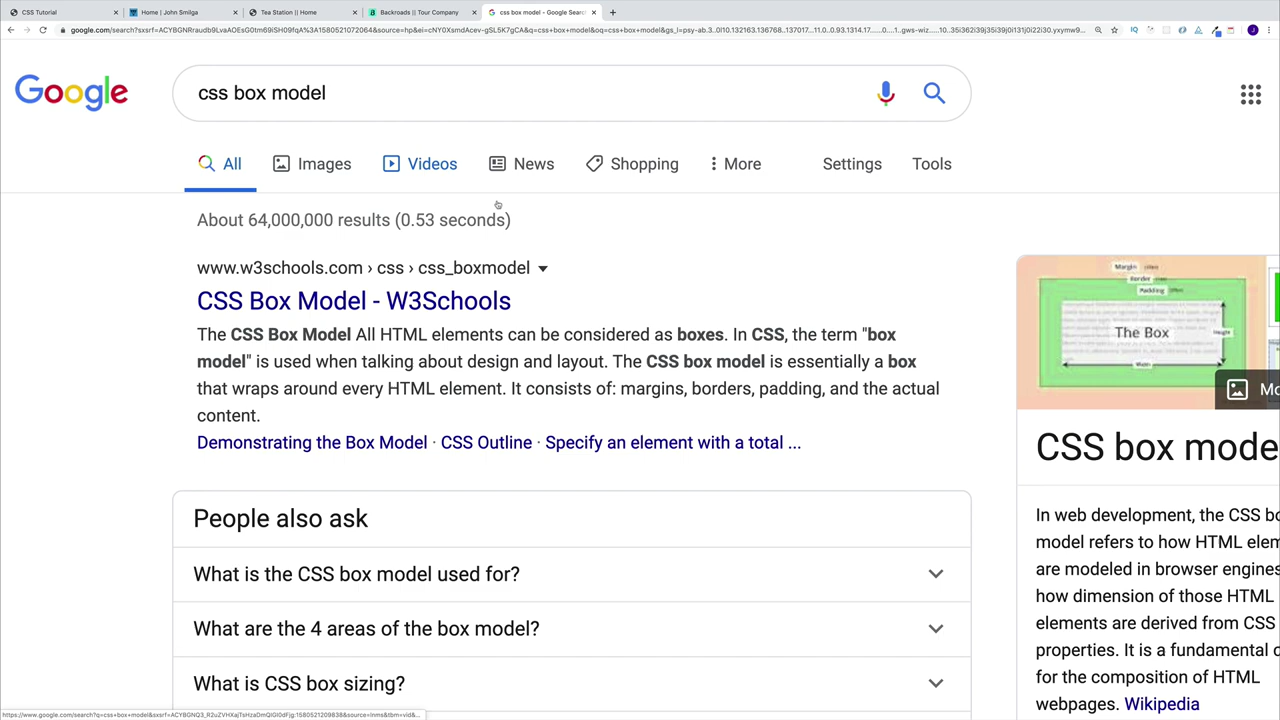 CSS Tutorial
Home | John Smilga
Tea Station || Home
Backroads || Tour Company
css box model - Google Sear
Google
css box model
All
Images
Videos
News
Shopping
More
Settings
Tools
About 64,000,000 results (0.53 seconds)
www.w3schools.com › css › css_boxmodel
CSS Box Model - W3Schools
The CSS Box Model All HTML elements can be considered as boxes. In CSS, the term "box
model" is used when talking about design and layout. The CSS box model is essentially a box
that wraps around every HTML element. It consists of: margins, borders, padding, and the actual
content.
Demonstrating the Box Model · CSS Outline · Specify an element with a total ...
People also ask
What is the CSS box model used for?
What are the 4 areas of the box model?
What is CSS box sizing?
Margin
Border
Padding
The Box
Height
Width
Mo
CSS box mode
In web development, the CSS bo
model refers to how HTML elem
are modeled in browser engines
how dimension of those HTML
elements are derived from CSS
properties. It is a fundamental c
for the composition of HTML
webpages. Wikipedia